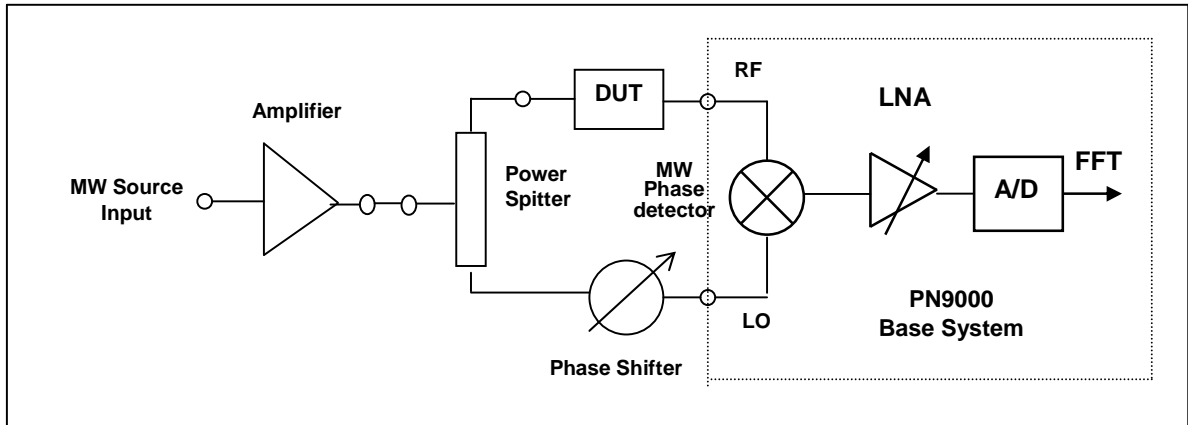 Amplifier
MW Source
Input
Power
Spitter
DUT
RF
MW
Phase
detector
LNA
A/D
FFT
PN9000
Base System
LO
Phase Shifter